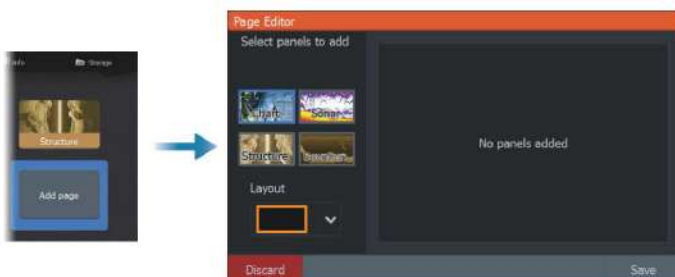 Info
Storage
Structure
Add page
Page Editor
Select panels to add
Chart
Sonar
Structure
No panels added
Layout
Discard
Save